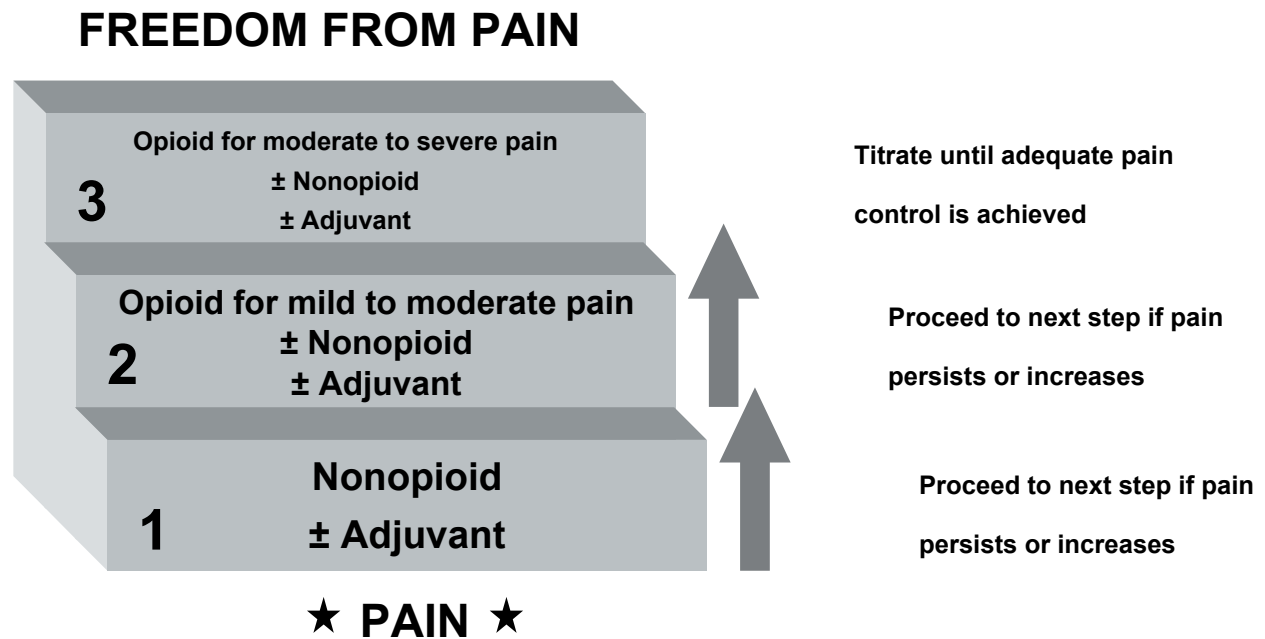 FREEDOM FROM PAIN
Opioid for moderate to severe pain
± Nonopioid
± Adjuvant
3
Titrate until adequate pain
control is achieved
Opioid for mild to moderate pain
± Nonopioid
± Adjuvant
2
Proceed to next step if pain
persists or increases
Nonopioid
± Adjuvant
1
Proceed to next step if pain
persists or increases
★ PAIN ★